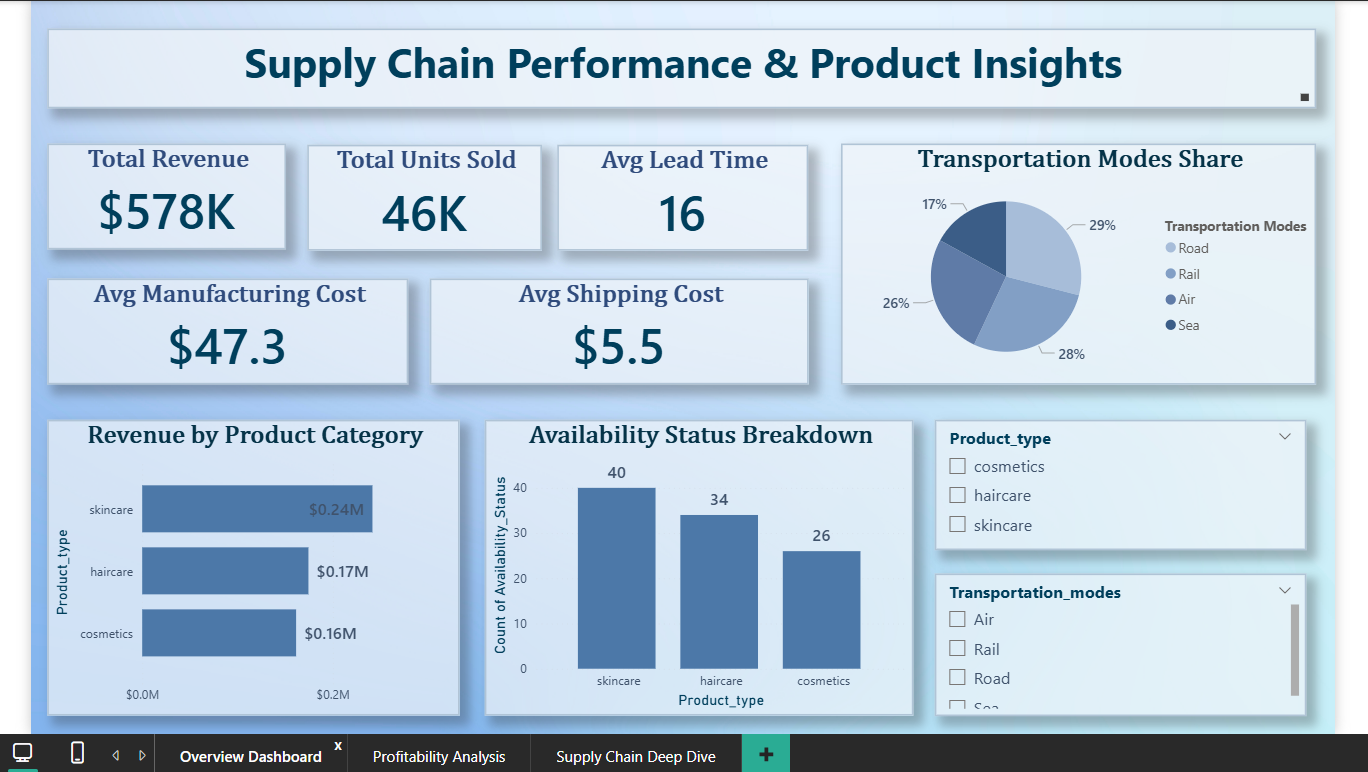 Supply Chain Performance & Product Insights
Total Revenue
$578K
Total Units Sold
46K
Avg Lead Time
16
Avg Manufacturing Cost
$47.3
Avg Shipping Cost
$5.5
Transportation Modes Share
17%
29%
26%
28%
Transportation Modes
Road
Rail
Air
Sea
Revenue by Product Category
Product_type
skincare
$0.24M
haircare
$0.17M
cosmetics
$0.16M
$0.0M
$0.2M
Availability Status Breakdown
Count of Availability_Status
40
30
20
10
0
40
34
26
skincare
haircare
cosmetics
Product_type
Product_type
cosmetics
haircare
skincare
Transportation_modes
Air
Rail
Road
Sea
Overview Dashboard
x
Profitability Analysis
Supply Chain Deep Dive
+